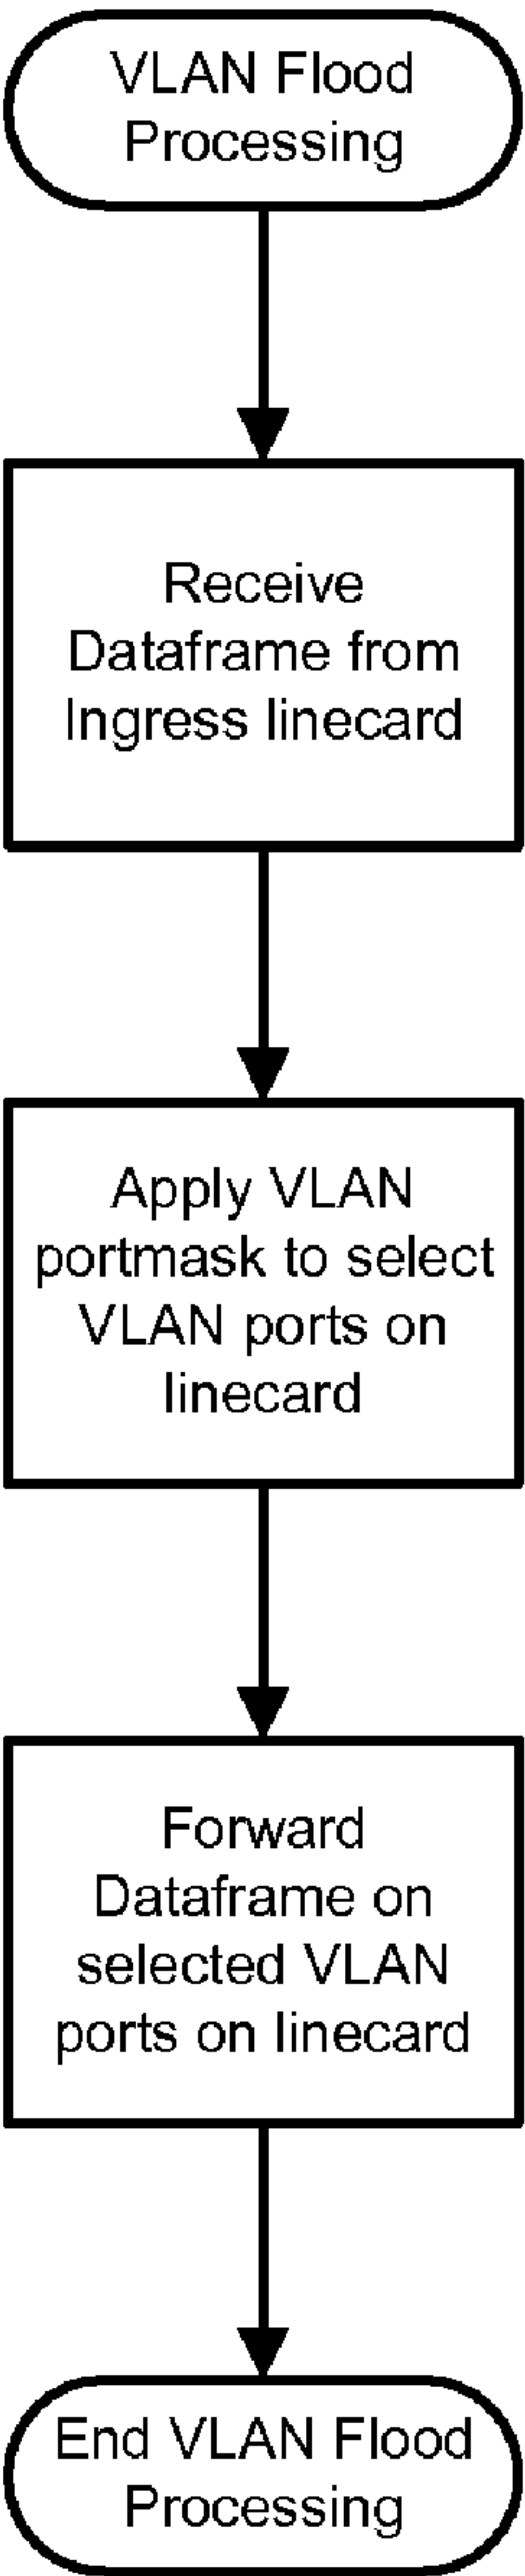 VLAN Flood
Processing
Receive
Dataframe from
Ingress linecard
Apply VLAN
portmask to select
VLAN ports on
linecard
Forward
Dataframe on
selected VLAN
ports on linecard
End VLAN Flood
Processing